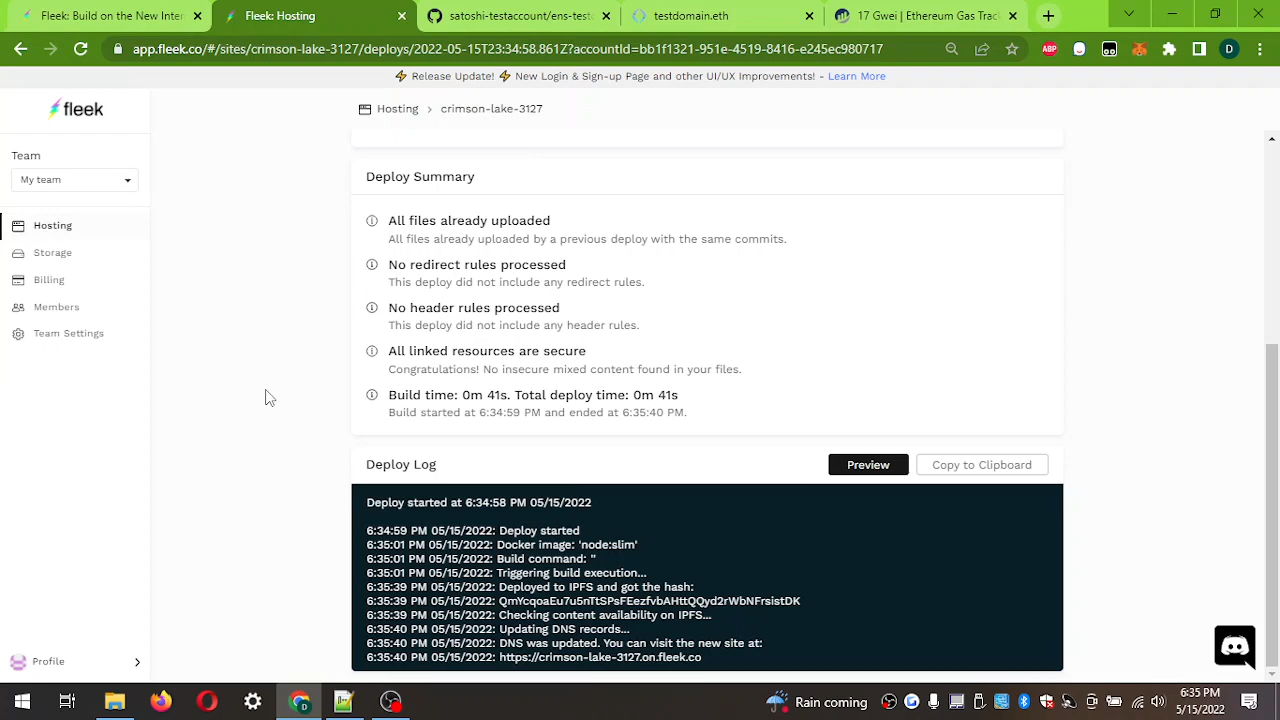 Fleek: Build on the New Inter
Fleek: Hosting
satoshi-testaccount/ens-teste
testdomain.eth
17 Gwei | Ethereum Gas Track
app.fleek.co/#/sites/crimson-lake-3127/deploys/2022-05-15T23:34:58.861Z?accountId=bb1f1321-951e-4519-8416-e245ec980717
ABP
D
⚡ Release Update! ⚡ New Login & Sign-up Page and other UI/UX Improvements! - Learn More
fleek
Hosting > crimson-lake-3127
Team
My team
Hosting
Storage
Billing
Members
Team Settings
Profile
Deploy Summary
All files already uploaded
All files already uploaded by a previous deploy with the same commits.
No redirect rules processed
This deploy did not include any redirect rules.
No header rules processed
This deploy did not include any header rules.
All linked resources are secure
Congratulations! No insecure mixed content found in your files.
Build time: 0m 41s. Total deploy time: 0m 41s
Build started at 6:34:59 PM and ended at 6:35:40 PM.
Deploy Log
Preview
Copy to Clipboard
Deploy started at 6:34:58 PM 05/15/2022
6:34:59 PM 05/15/2022: Deploy started
6:35:01 PM 05/15/2022: Docker image: 'node:slim'
6:35:01 PM 05/15/2022: Build command: ''
6:35:01 PM 05/15/2022: Triggering build execution...
6:35:39 PM 05/15/2022: Deployed to IPFS and got the hash:
6:35:39 PM 05/15/2022: QmYcqoaEu7u5nTtSPsFEezfvbAHttQQyd2rWbNFrsistDK
6:35:39 PM 05/15/2022: Checking content availability on IPFS...
6:35:40 PM 05/15/2022: Updating DNS records...
6:35:40 PM 05/15/2022: DNS was updated. You can visit the new site at:
6:35:40 PM 05/15/2022: https://crimson-lake-3127.on.fleek.co
Rain coming
6:35 PM
5/15/2022